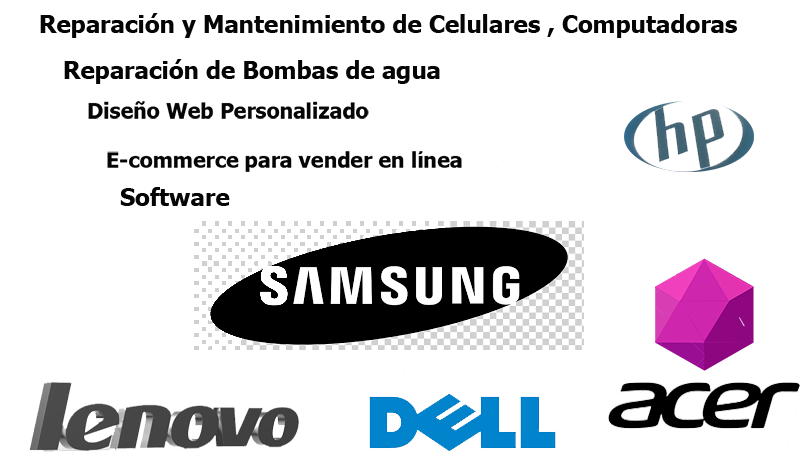 Reparación y Mantenimiento de Celulares , Computadoras
Reparación de Bombas de agua
Diseño Web Personalizado
hp
E-commerce para vender en línea
Software
SAMSUNG
lenovo
DELL
acer